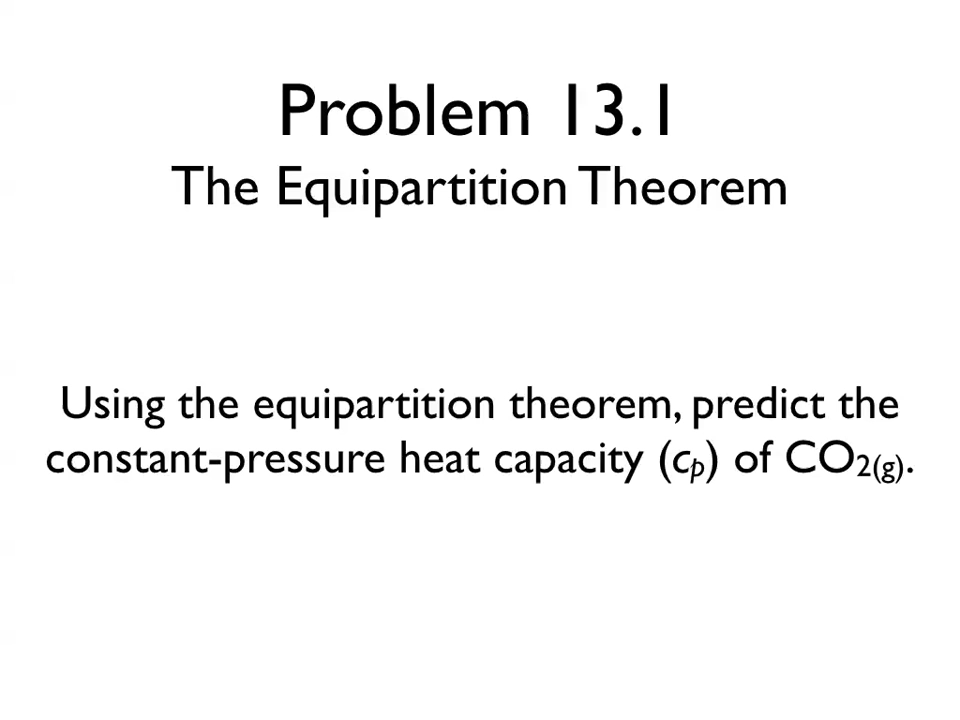 Problem 13.1
The Equipartition Theorem
Using the equipartition theorem, predict the
constant-pressure heat capacity (cₚ) of CO₂(g).